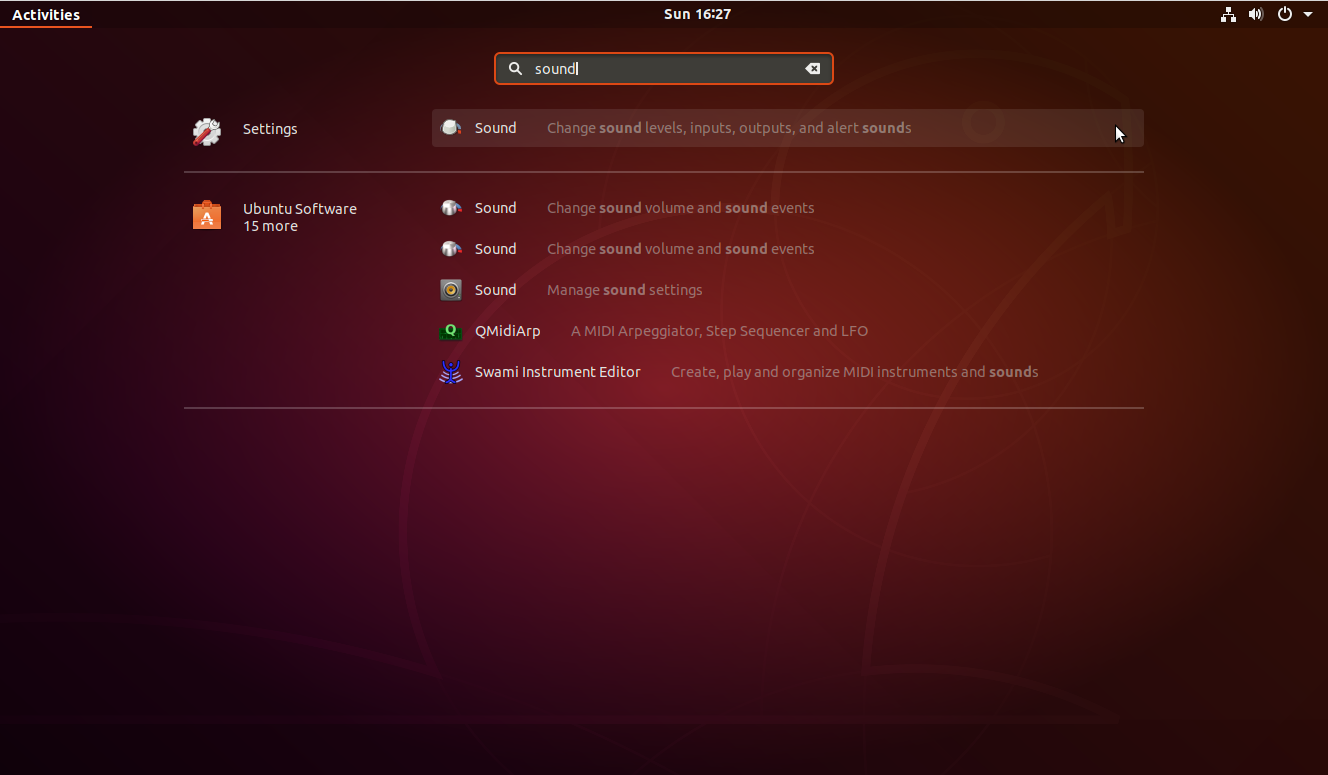 Activities
Sun 16:27
sound
Settings
Sound Change sound levels, inputs, outputs, and alert sounds
Ubuntu Software
15 more
Sound Change sound volume and sound events
Sound Change sound volume and sound events
Sound Manage sound settings
QMidiArp A MIDI Arpeggiator, Step Sequencer and LFO
Swami Instrument Editor Create, play and organize MIDI instruments and sounds